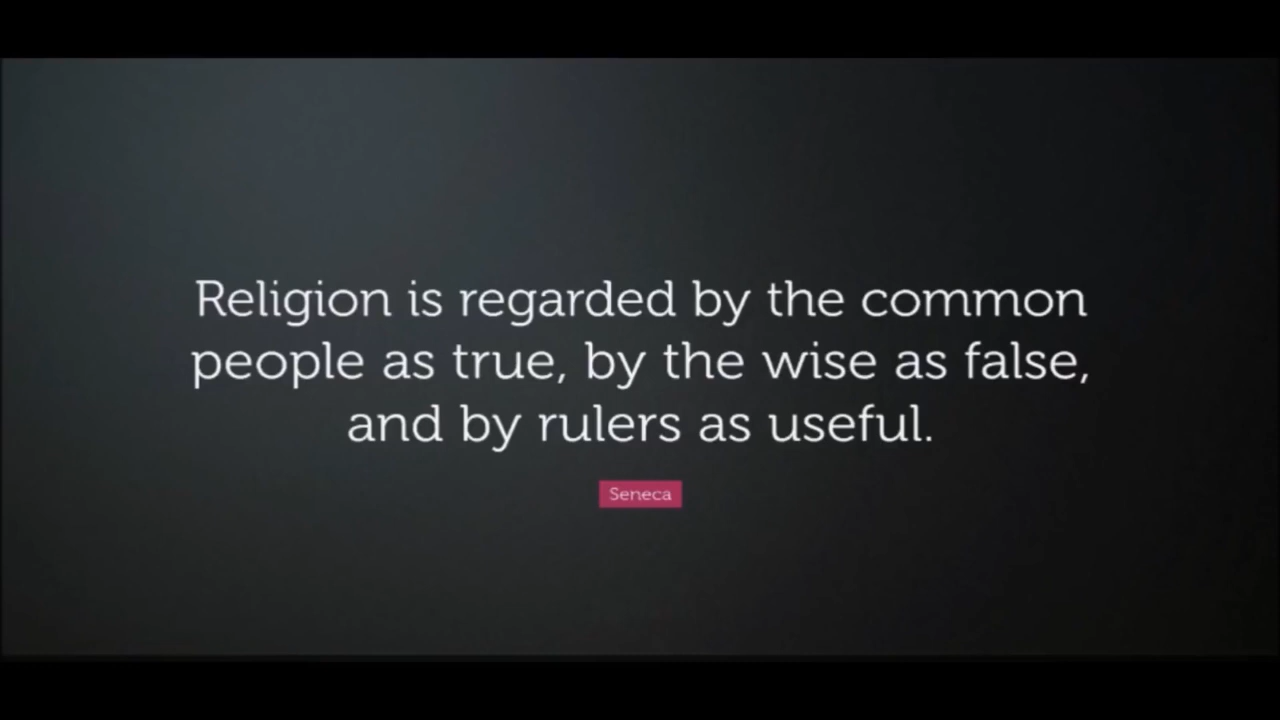 Religion is regarded by the common
people as true, by the wise as false,
and by rulers as useful.
Seneca